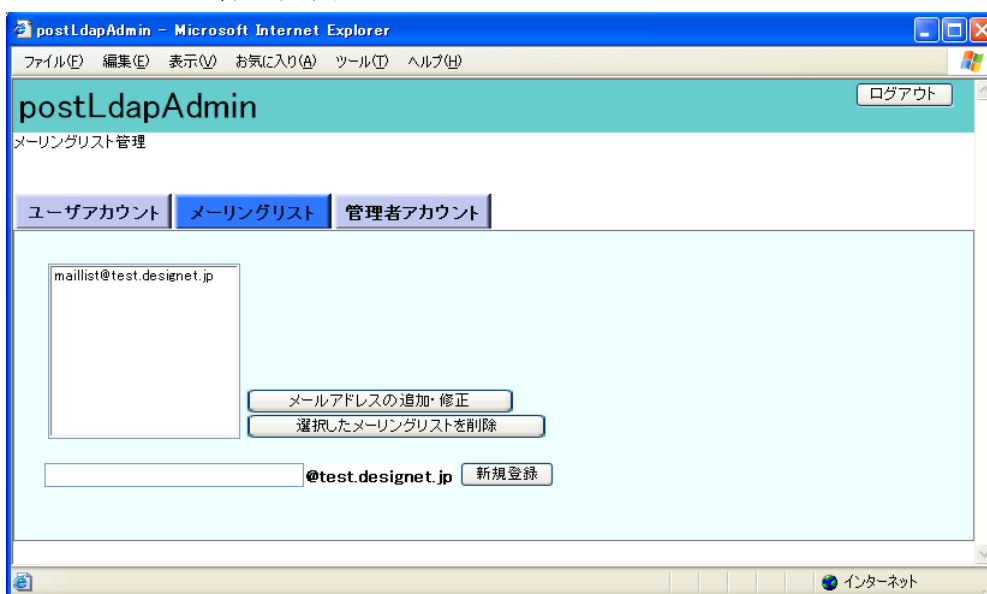 postLdapAdmin - Microsoft Internet Explorer
ファイル(F) 編集(E) 表示(V) お気に入り(A) ツール(T) ヘルプ(H)
postLdapAdmin
ログアウト
メーリングリスト管理
ユーザアカウント メーリングリスト 管理者アカウント
maillist@test.designet.jp
メールアドレスの追加・修正
選択したメーリングリストを削除
@test.designet.jp 新規登録
インターネット